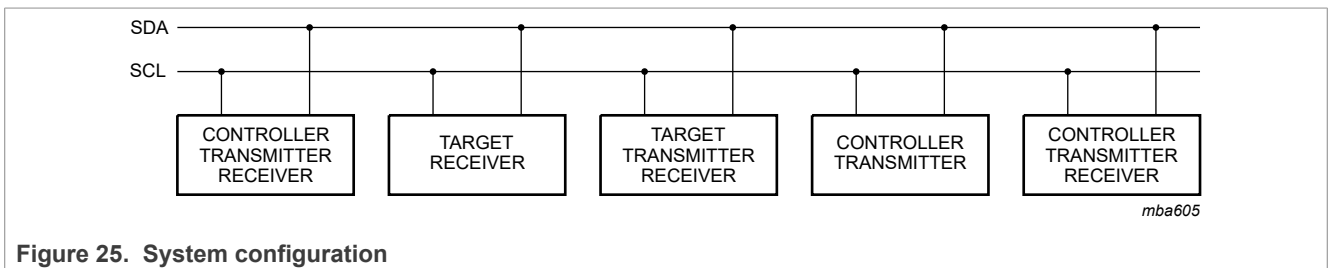 SDA
SCL
CONTROLLER
TRANSMITTER
RECEIVER
TARGET
RECEIVER
TARGET
TRANSMITTER
RECEIVER
CONTROLLER
TRANSMITTER
CONTROLLER
TRANSMITTER
RECEIVER
mba605
Figure 25. System configuration